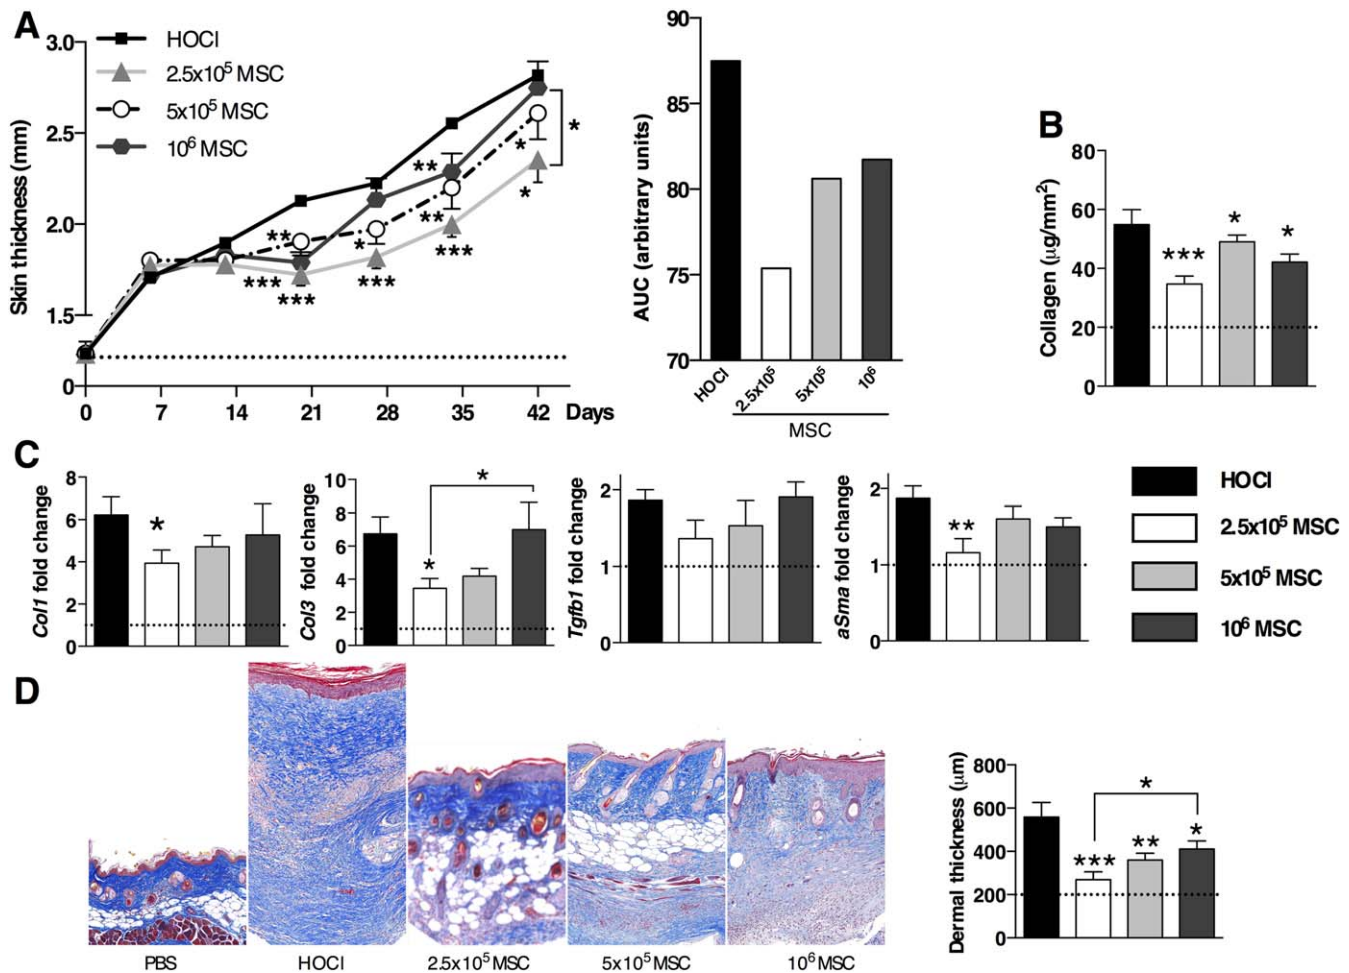 A
HOCl
2.5x10⁵ MSC
5x10⁵ MSC
10⁶ MSC
Skin thickness (mm)
3.0
2.5
2.0
1.5
0
** * ** ** * * *
*** *** *** ***
*
0 7 14 21 28 35 42 Days
AUC (arbitrary units)
90
85
80
75
70
HOCl 2.5x10⁵ 5x10⁵ 10⁶
MSC
B
Collagen (µg/mm²)
80
60
40
20
0
*** * *
C
Col1 fold change
8
6
4
2
0
*
Col3 fold change
10
8
6
4
2
0
* *
Tgfb1 fold change
2
1
0
aSma fold change
2
1
0
**
HOCl
2.5x10⁵ MSC
5x10⁵ MSC
10⁶ MSC
D
PBS HOCl 2.5x10⁵ MSC 5x10⁵ MSC 10⁶ MSC
Dermal thickness (µm)
800
600
400
200
0
*
*** ** *